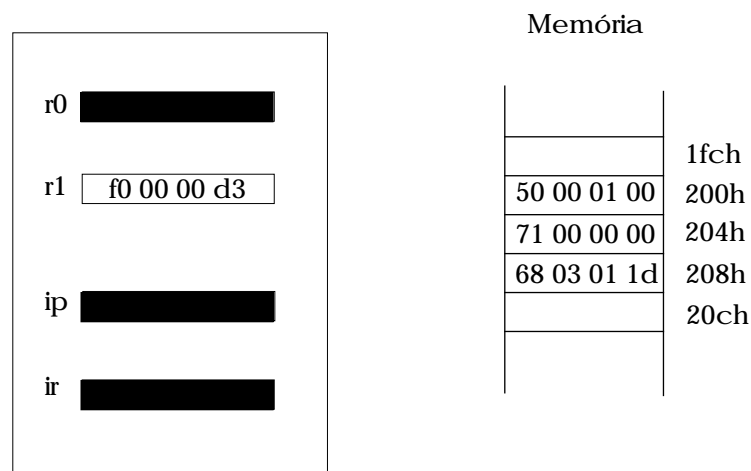 Memória
r0
r1 f0 00 00 d3
ip
ir
1fch
50 00 01 00 200h
71 00 00 00 204h
68 03 01 1d 208h
20ch